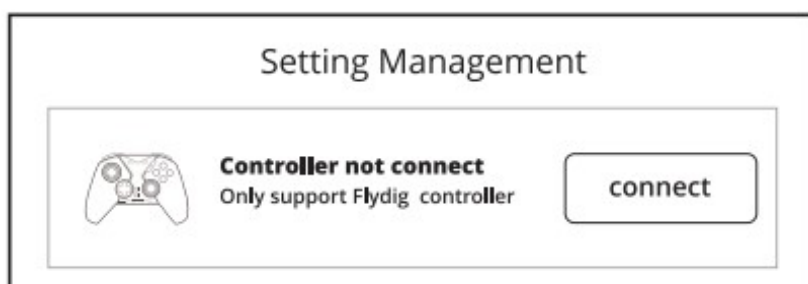 Setting Management
Controller not connect
Only support Flydig controller
connect